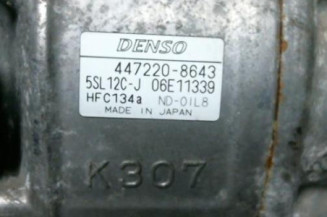 DENSO
447220-8643
5SL12C-J 06E11339
HFC134a ND-OIL8
MADE IN JAPAN
K307